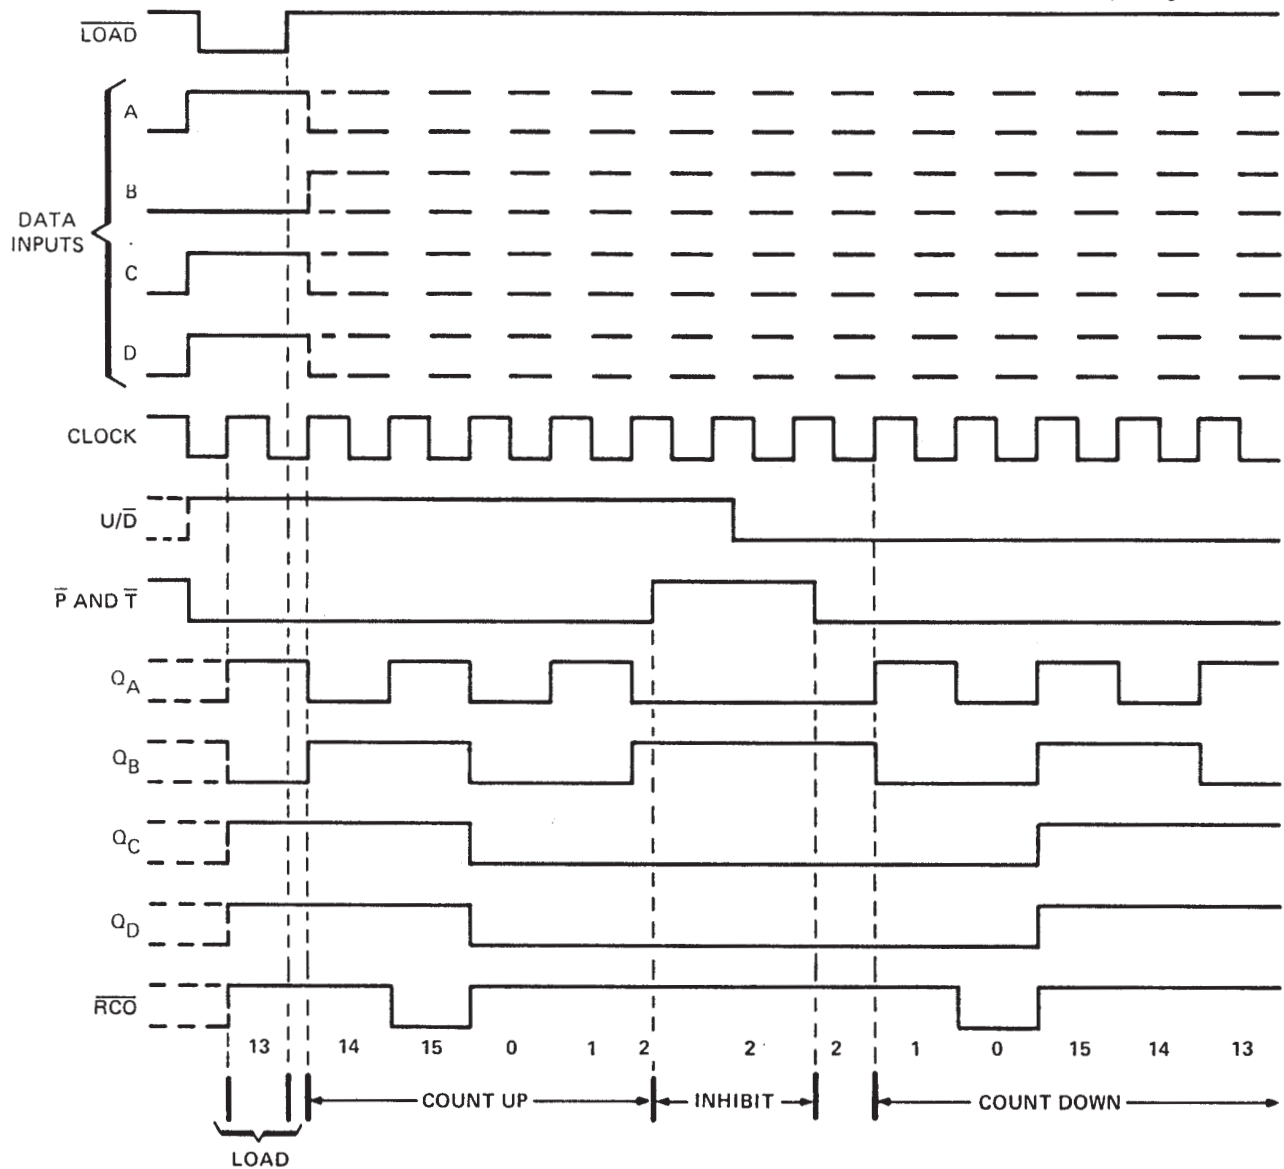 LOAD
A
B
DATA
INPUTS
C
D
CLOCK
U/D̅
P̅ AND T̅
QA
QB
QC
QD
RCO
13 14 15 0 1 2 2 2 1 0 15 14 13
COUNT UP INHIBIT COUNT DOWN
LOAD